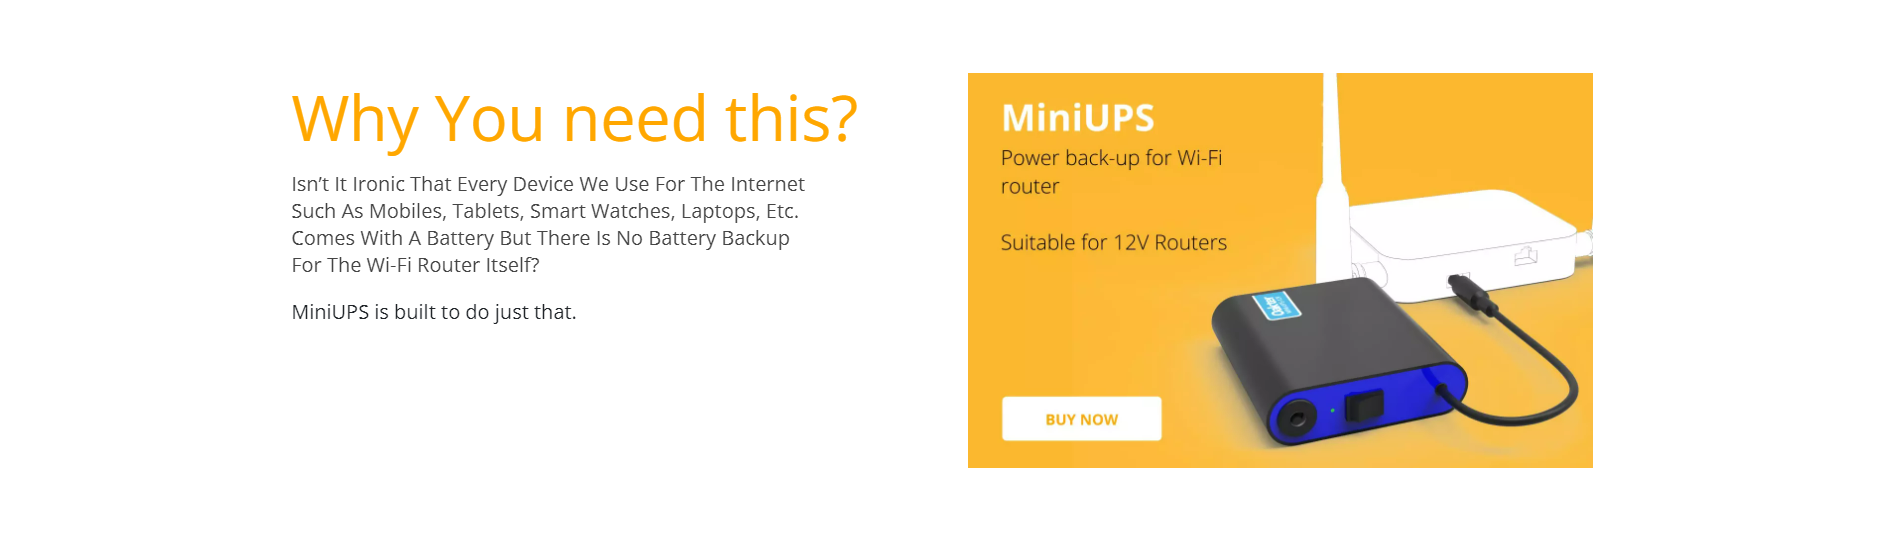 Why You need this?
Isn’t It Ironic That Every Device We Use For The Internet
Such As Mobiles, Tablets, Smart Watches, Laptops, Etc.
Comes With A Battery But There Is No Battery Backup
For The Wi-Fi Router Itself?
MiniUPS is built to do just that.
MiniUPS
Power back-up for Wi-Fi
router
Suitable for 12V Routers
BUY NOW